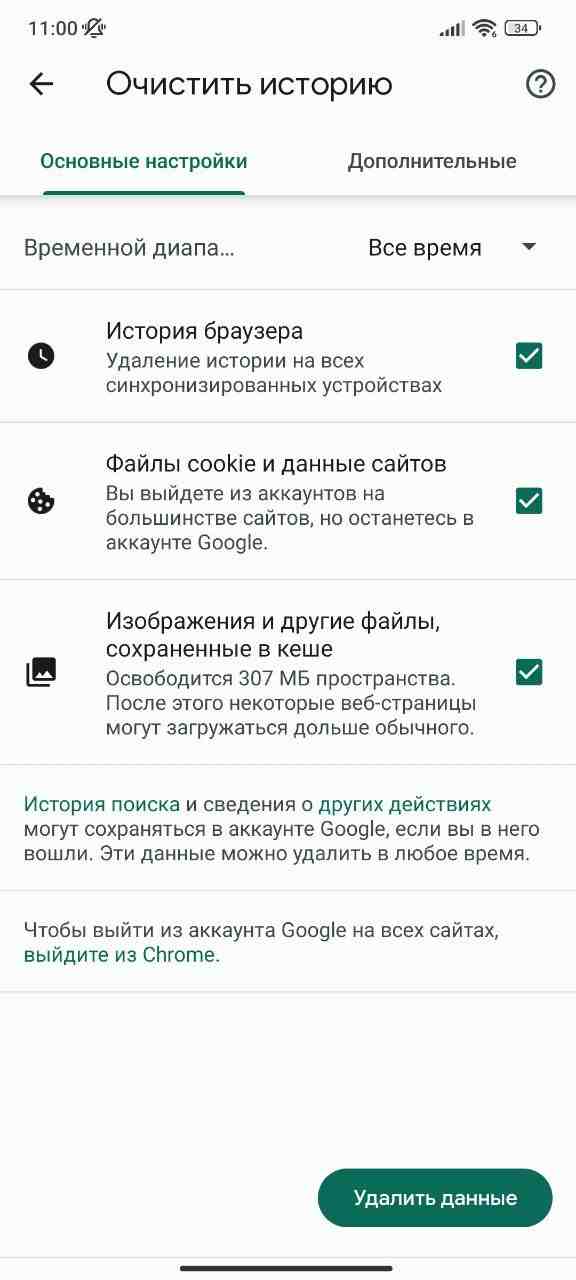 11:00
6
34
Очистить историю
Основные настройки
Дополнительные
Временной диапа...
Все время
История браузера
Удаление истории на всех
синхронизированных устройствах
Файлы cookie и данные сайтов
Вы выйдете из аккаунтов на
большинстве сайтов, но останетесь в
аккаунте Google.
Изображения и другие файлы,
сохраненные в кеше
Освободится 307 МБ пространства.
После этого некоторые веб-страницы
могут загружаться дольше обычного.
История поиска и сведения о других действиях
могут сохраняться в аккаунте Google, если вы в него
вошли. Эти данные можно удалить в любое время.
Чтобы выйти из аккаунта Google на всех сайтах,
выйдите из Chrome.
Удалить данные